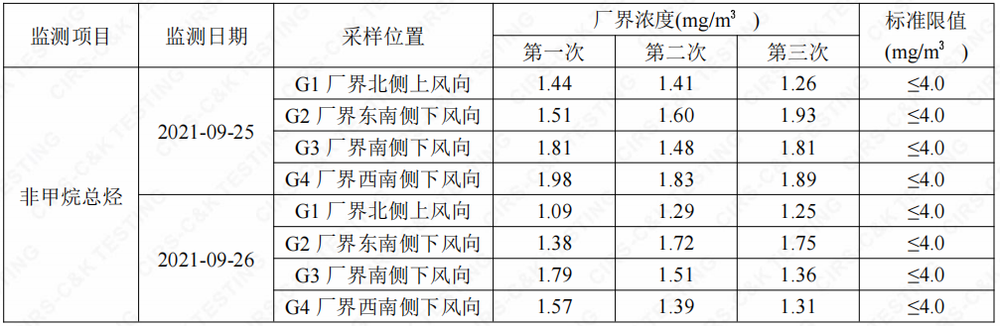 监测项目 监测日期 采样位置 厂界浓度(mg/m³ ) 标准限值
(mg/m³ )
第一次 第二次 第三次
非甲烷总烃 2021-09-25 G1 厂界北侧上风向 1.44 1.41 1.26 ≤4.0
G2 厂界东南侧下风向 1.51 1.60 1.93 ≤4.0
G3 厂界南侧下风向 1.81 1.48 1.81 ≤4.0
G4 厂界西南侧下风向 1.98 1.83 1.89 ≤4.0
2021-09-26 G1 厂界北侧上风向 1.09 1.29 1.25 ≤4.0
G2 厂界东南侧下风向 1.38 1.72 1.75 ≤4.0
G3 厂界南侧下风向 1.79 1.51 1.36 ≤4.0
G4 厂界西南侧下风向 1.57 1.39 1.31 ≤4.0
CIRS-C&K TESTING